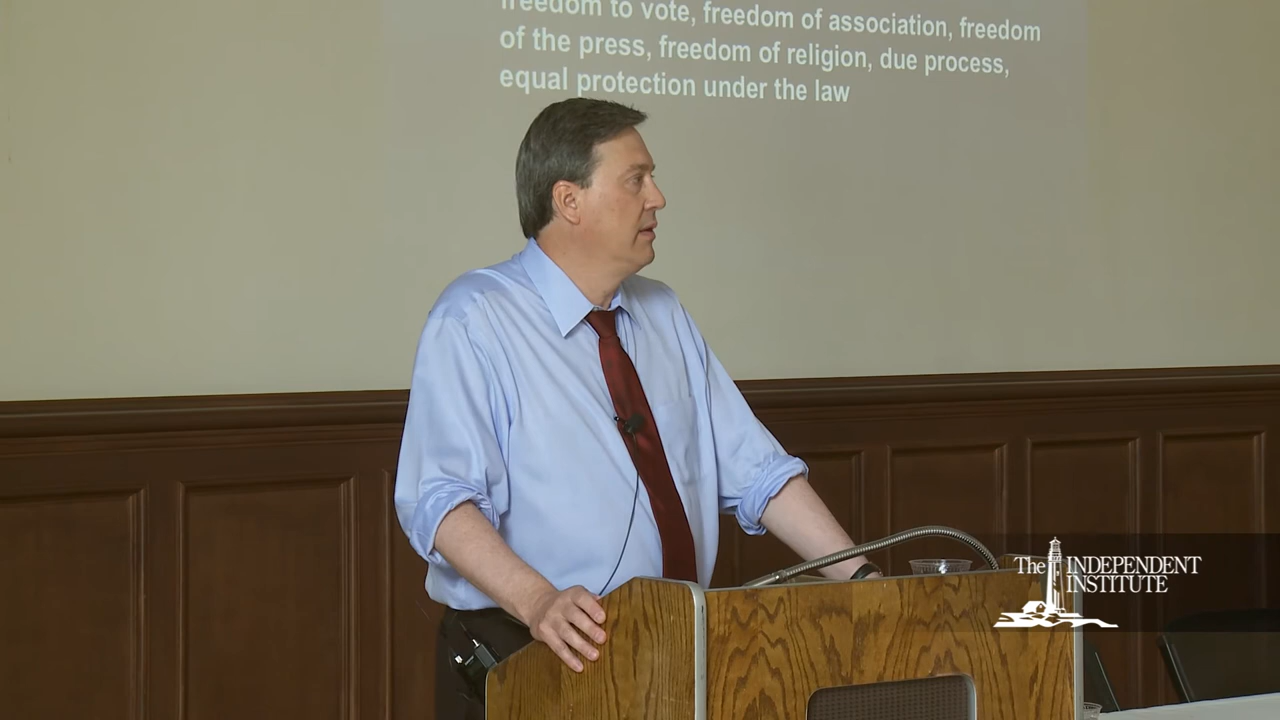 freedom to vote, freedom of association, freedom
of the press, freedom of religion, due process,
equal protection under the law
The INDEPENDENT
INSTITUTE